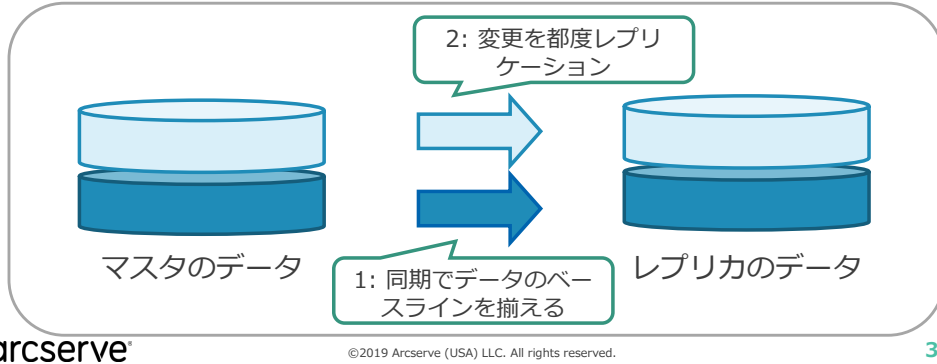 2: 変更を都度レプリ
ケーション
マスタのデータ
レプリカのデータ
1: 同期でデータのベー
スラインを揃える
arcserve®
©2019 Arcserve (USA) LLC. All rights reserved.
3